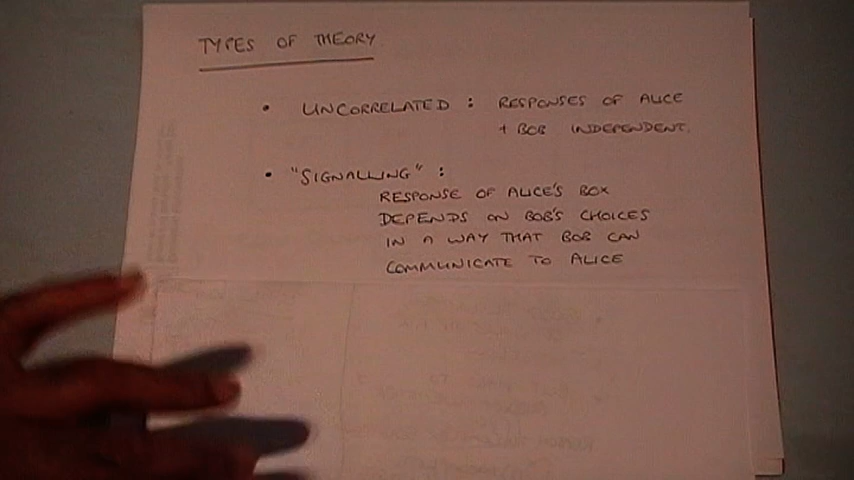 TYPES OF THEORY
• UNCORRELATED : RESPONSES OF ALICE
+ BOB INDEPENDENT.
• "SIGNALLING" :
RESPONSE OF ALICE'S BOX
DEPENDS ON BOB'S CHOICES
IN A WAY THAT BOB CAN
COMMUNICATE TO ALICE